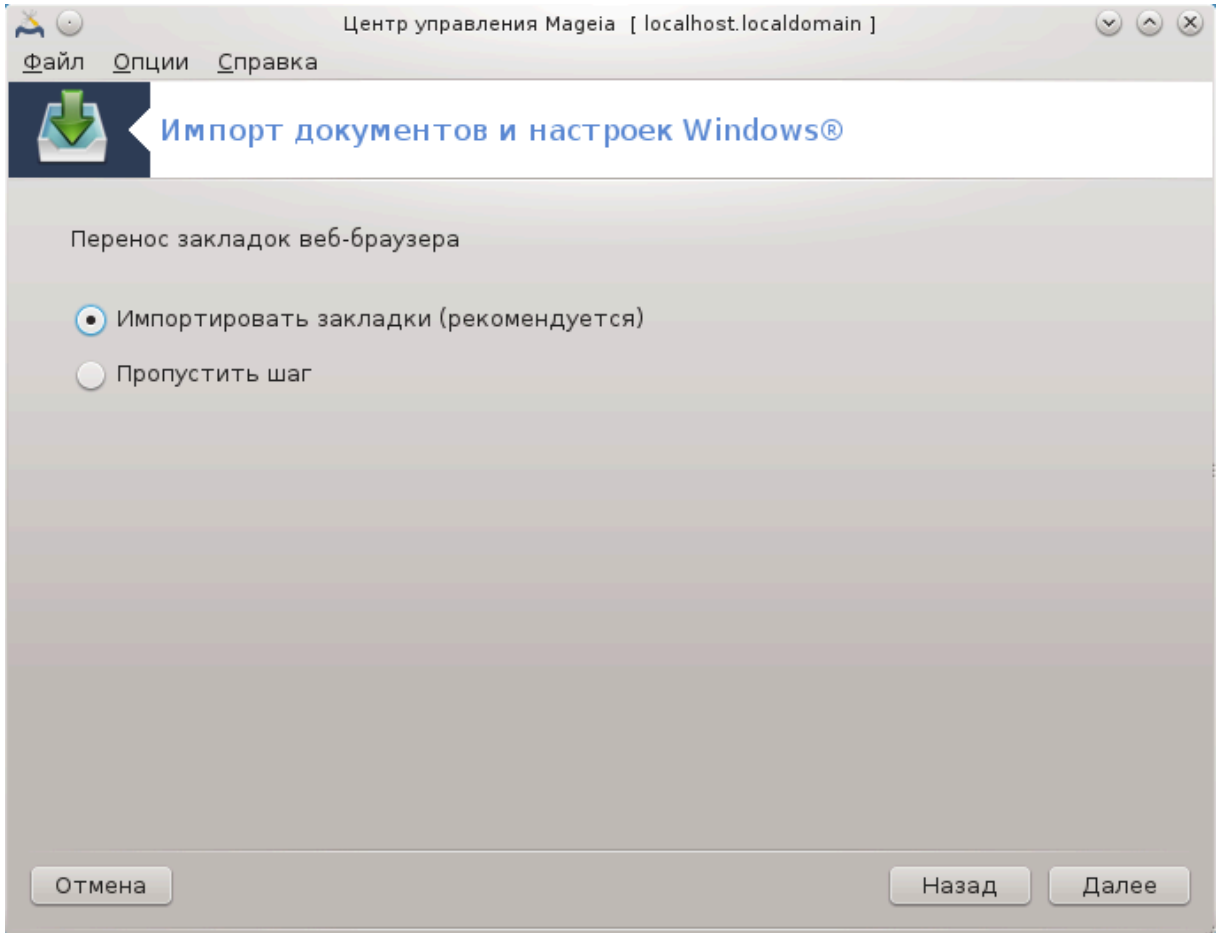 Центр управления Mageia [ localhost.localdomain ]
Файл Опции Справка
Импорт документов и настроек Windows®
Перенос закладок веб-браузера
Импортировать закладки (рекомендуется)
Пропустить шаг
Отмена Назад Далее